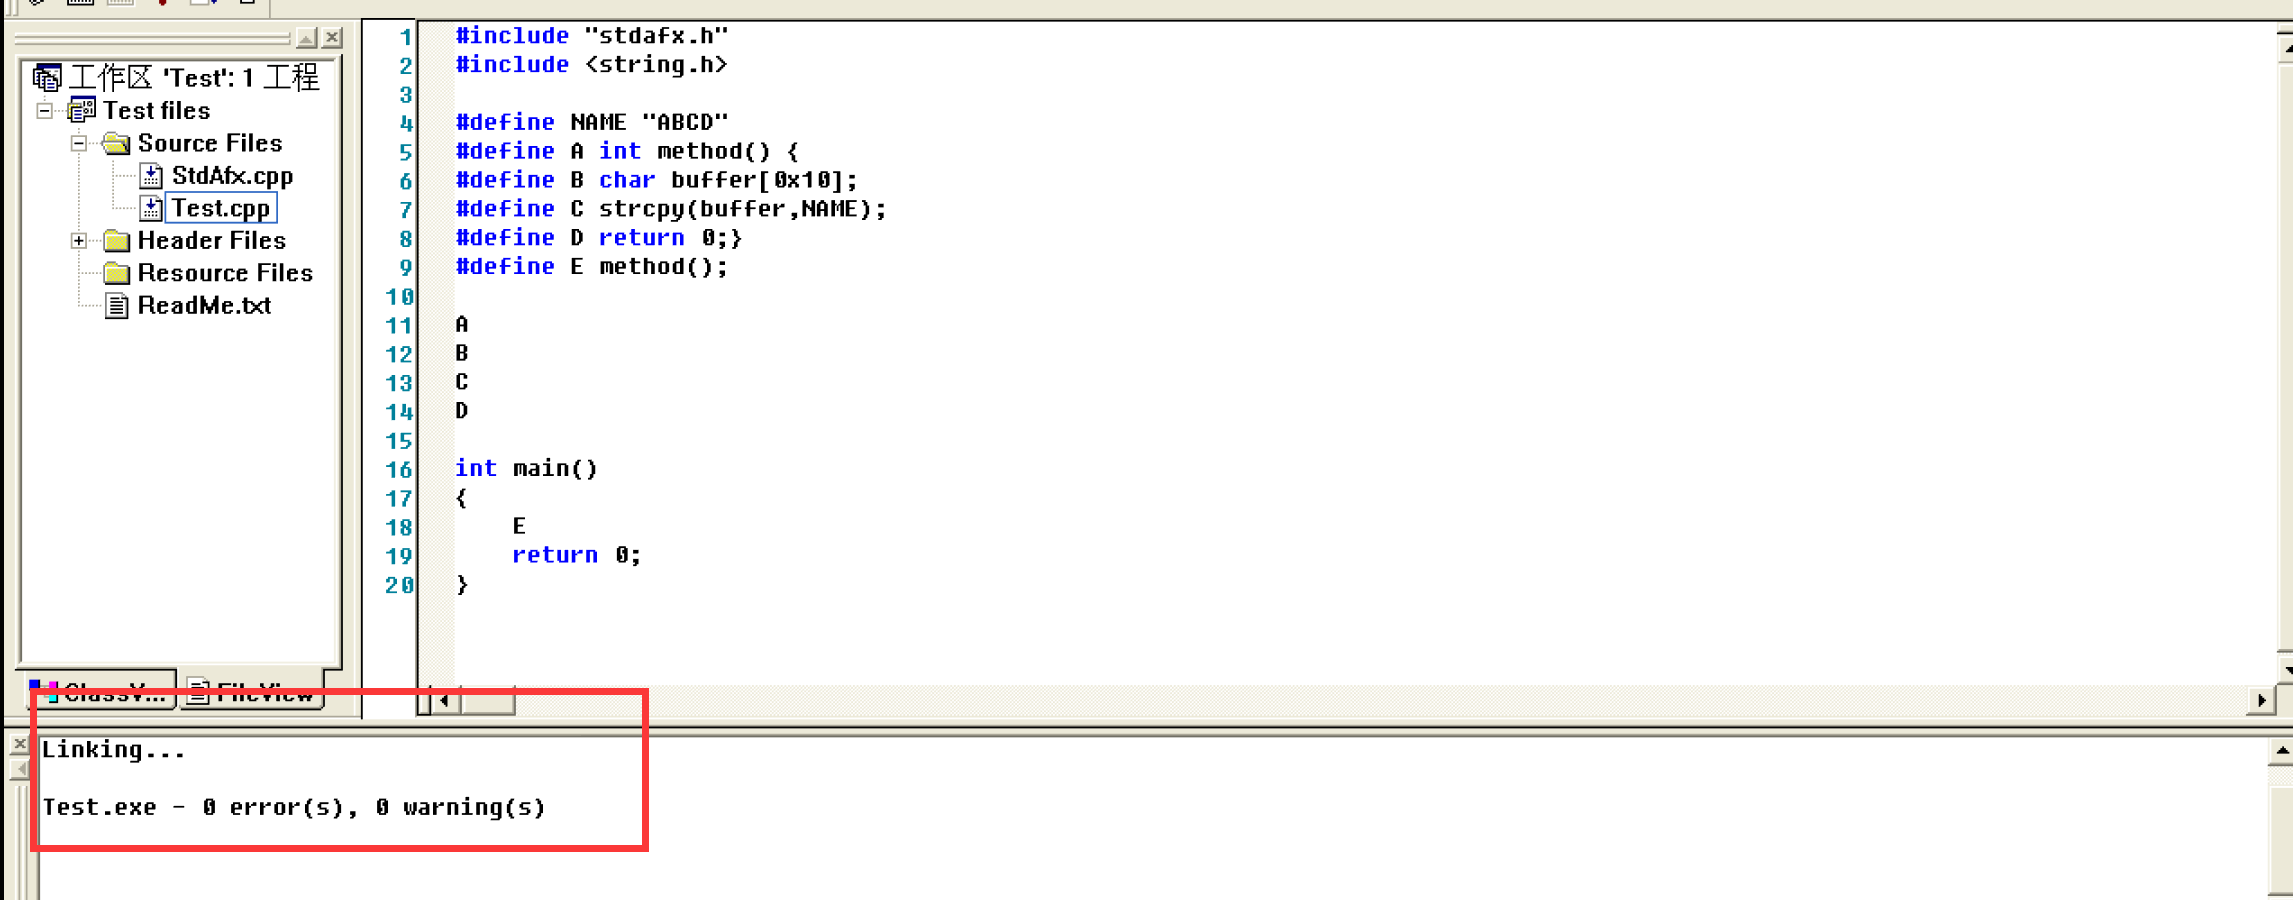 工作区 'Test': 1 工程
Test files
Source Files
StdAfx.cpp
Test.cpp
Header Files
Resource Files
ReadMe.txt
ClassV...
FileView
1 #include "stdafx.h"
2 #include <string.h>
3
4 #define NAME "ABCD"
5 #define A int method() {
6 #define B char buffer[0x10];
7 #define C strcpy(buffer,NAME);
8 #define D return 0;}
9 #define E method();
10
11 A
12 B
13 C
14 D
15
16 int main()
17 {
18     E
19     return 0;
20 }
Linking...
Test.exe - 0 error(s), 0 warning(s)